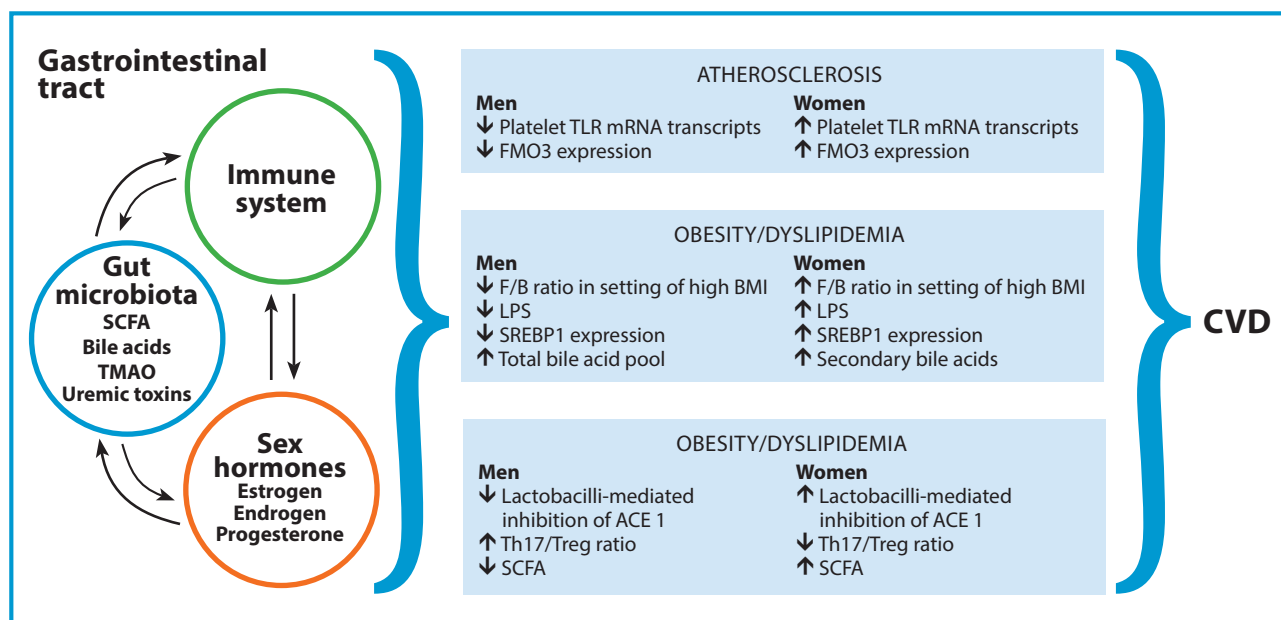 Gastrointestinal
tract
Immune
system
Gut
microbiota
SCFA
Bile acids
TMAO
Uremic toxins
Sex
hormones
Estrogen
Endrogen
Progesterone
ATHEROSCLEROSIS
Men
↓ Platelet TLR mRNA transcripts
↓ FMO3 expression
Women
↑ Platelet TLR mRNA transcripts
↑ FMO3 expression
OBESITY/DYSLIPIDEMIA
Men
↓ F/B ratio in setting of high BMI
↓ LPS
↓ SREBP1 expression
↑ Total bile acid pool
Women
↑ F/B ratio in setting of high BMI
↑ LPS
↑ SREBP1 expression
↑ Secondary bile acids
OBESITY/DYSLIPIDEMIA
Men
↓ Lactobacilli-mediated
inhibition of ACE 1
↑ Th17/Treg ratio
↓ SCFA
Women
↑ Lactobacilli-mediated
inhibition of ACE 1
↓ Th17/Treg ratio
↑ SCFA
CVD